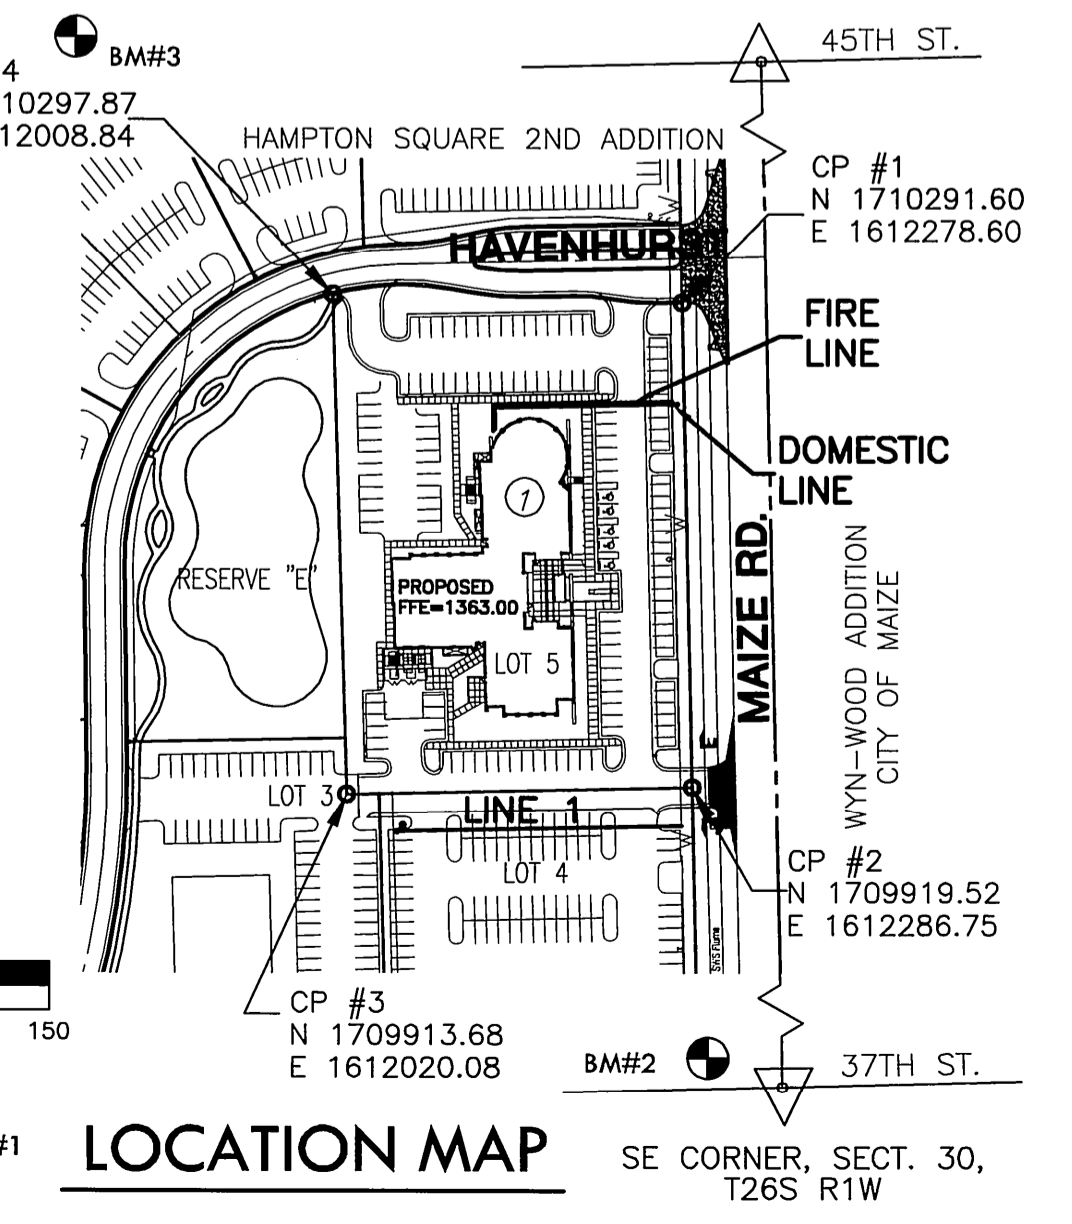 BM#3
4
10297.87
12008.84
45TH ST.
HAMPTON SQUARE 2ND ADDITION
CP #1
N 1710291.60
E 1612278.60
HAVENHURST
FIRE
LINE
DOMESTIC
LINE
1
RESERVE "E"
PROPOSED
FFE=1363.00
LOT 5
MAIZE RD.
WYN-WOOD ADDITION
CITY OF MAIZE
E
LOT 3
LINE 1
LOT 4
CP #2
N 1709919.52
E 1612286.75
SWS Flume
CP #3
N 1709913.68
E 1612020.08
150
BM#2
37TH ST.
#1
LOCATION MAP
SE CORNER, SECT. 30,
T26S R1W